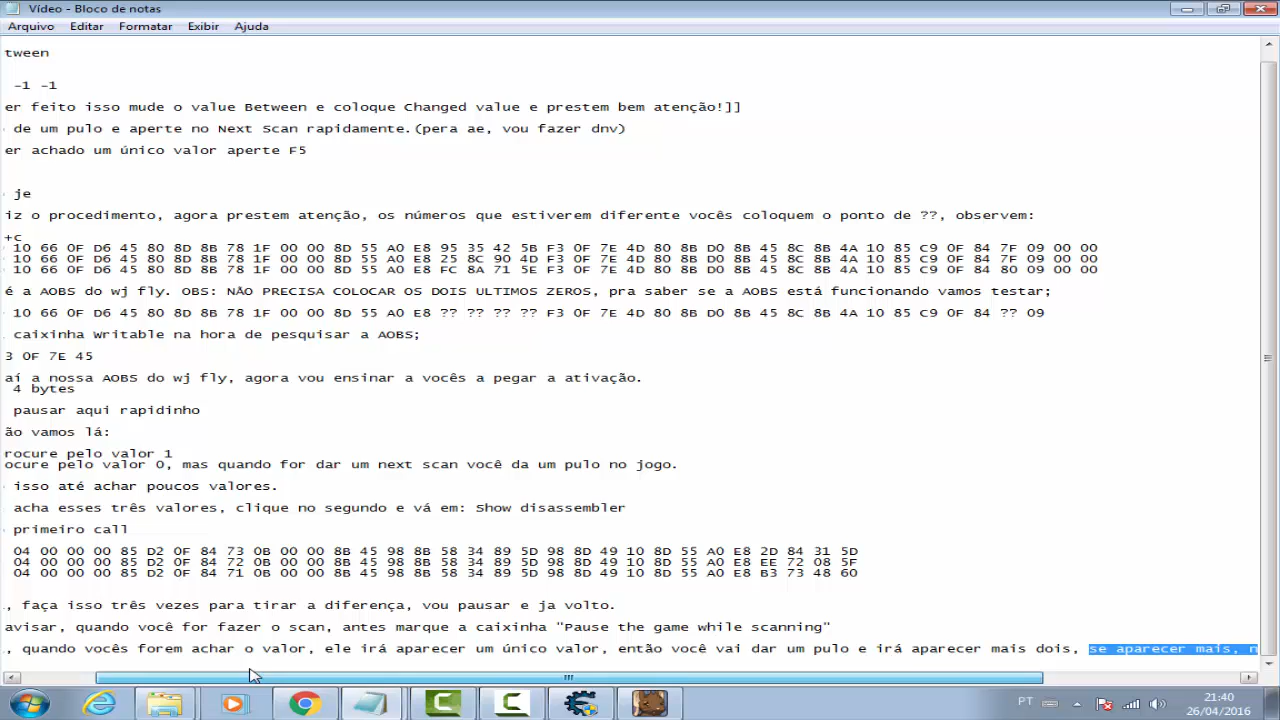 Vídeo - Bloco de notas
Arquivo Editar Formatar Exibir Ajuda
tween
-1 -1
er feito isso mude o value Between e coloque Changed value e prestem bem atenção!]]
de um pulo e aperte no Next Scan rapidamente.(pera ae, vou fazer dnv)
er achado um único valor aperte F5
je
iz o procedimento, agora prestem atenção, os números que estiverem diferente vocês coloquem o ponto de ??, observem:
+c
10 66 0F D6 45 80 8D 8B 78 1F 00 00 8D 55 A0 E8 95 35 42 5B F3 0F 7E 4D 80 8B D0 8B 45 8C 8B 4A 10 85 C9 0F 84 7F 09 00 00
10 66 0F D6 45 80 8D 8B 78 1F 00 00 8D 55 A0 E8 25 8C 90 4D F3 0F 7E 4D 80 8B D0 8B 45 8C 8B 4A 10 85 C9 0F 84 7F 09 00 00
10 66 0F D6 45 80 8D 8B 78 1F 00 00 8D 55 A0 E8 FC 8A 71 5E F3 0F 7E 4D 80 8B D0 8B 45 8C 8B 4A 10 85 C9 0F 84 80 09 00 00
é a AOBS do wj fly. OBS: NÃO PRECISA COLOCAR OS DOIS ULTIMOS ZEROS, pra saber se a AOBS está funcionando vamos testar;
10 66 0F D6 45 80 8D 8B 78 1F 00 00 8D 55 A0 E8 ?? ?? ?? ?? F3 0F 7E 4D 80 8B D0 8B 45 8C 8B 4A 10 85 C9 0F 84 ?? 09
caixinha Writable na hora de pesquisar a AOBS;
3 0F 7E 45
aí a nossa AOBS do wj fly, agora vou ensinar a vocês a pegar a ativação.
4 bytes
pausar aqui rapidinho
ão vamos lá:
rocure pelo valor 1
ocure pelo valor 0, mas quando for dar um next scan você da um pulo no jogo.
isso até achar poucos valores.
acha esses três valores, clique no segundo e vá em: Show disassembler
primeiro call
04 00 00 00 85 D2 0F 84 73 0B 00 00 8B 45 98 8B 58 34 89 5D 98 8D 49 10 8D 55 A0 E8 2D 84 31 5D
04 00 00 00 85 D2 0F 84 72 0B 00 00 8B 45 98 8B 58 34 89 5D 98 8D 49 10 8D 55 A0 E8 EE 72 08 5F
04 00 00 00 85 D2 0F 84 71 0B 00 00 8B 45 98 8B 58 34 89 5D 98 8D 49 10 8D 55 A0 E8 B3 73 48 60
, faça isso três vezes para tirar a diferença, vou pausar e ja volto.
avisar, quando você for fazer o scan, antes marque a caixinha "Pause the game while scanning"
, quando vocês forem achar o valor, ele irá aparecer um único valor, então você vai dar um pulo e irá aparecer mais dois, se aparecer mais, n
PT
21:40
26/04/2016